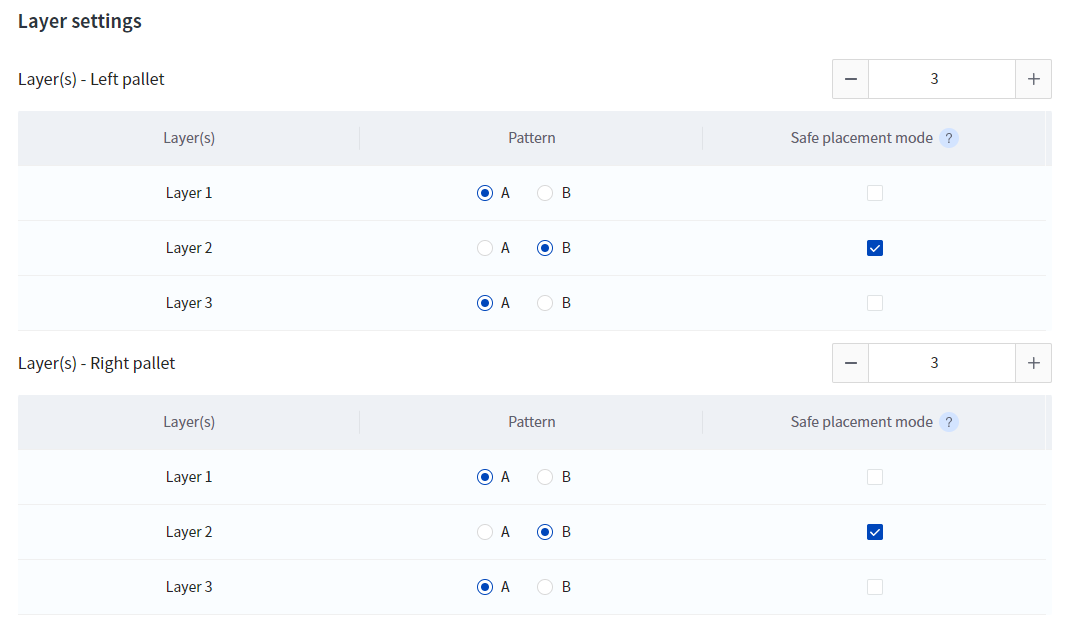 Layer settings
Layer(s) - Left pallet
3
Layer(s) Pattern Safe placement mode ?
Layer 1 A B
Layer 2 A B
Layer 3 A B
Layer(s) - Right pallet
3
Layer(s) Pattern Safe placement mode ?
Layer 1 A B
Layer 2 A B
Layer 3 A B